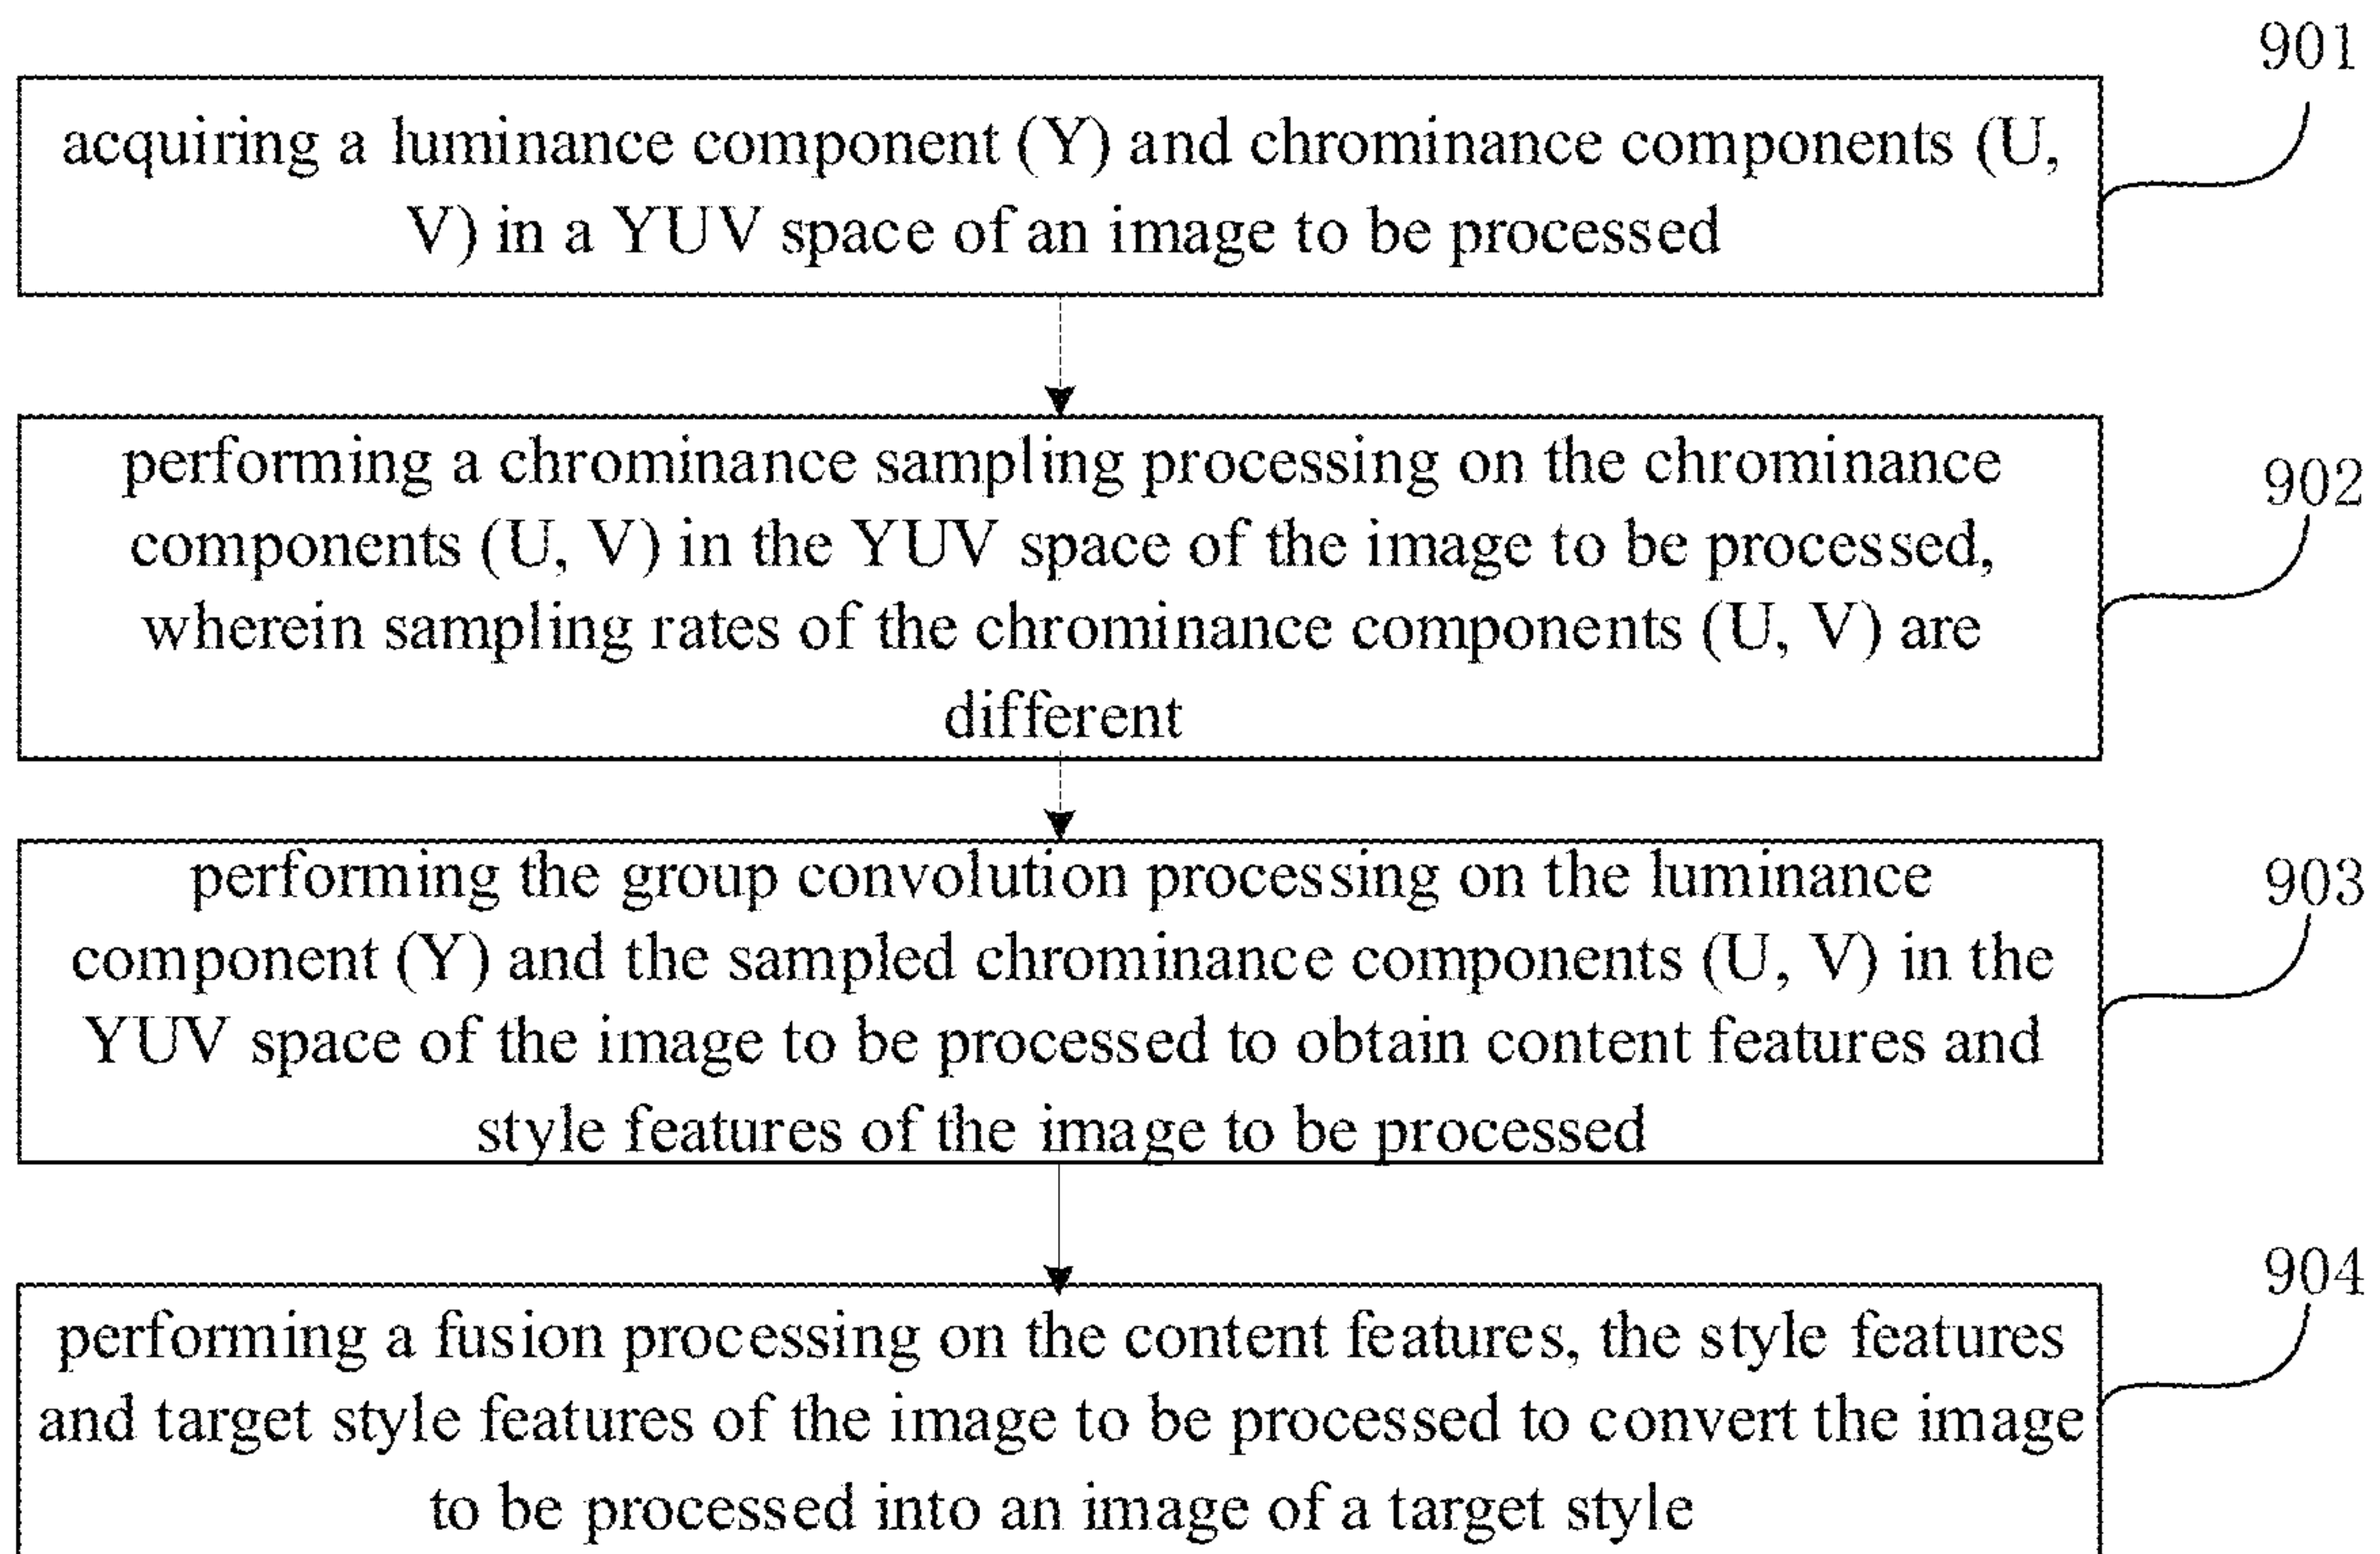 901
acquiring a luminance component (Y) and chrominance components (U,
V) in a YUV space of an image to be processed
902
performing a chrominance sampling processing on the chrominance
components (U, V) in the YUV space of the image to be processed,
wherein sampling rates of the chrominance components (U, V) are
different
903
performing the group convolution processing on the luminance
component (Y) and the sampled chrominance components (U, V) in the
YUV space of the image to be processed to obtain content features and
style features of the image to be processed
904
performing a fusion processing on the content features, the style features
and target style features of the image to be processed to convert the image
to be processed into an image of a target style